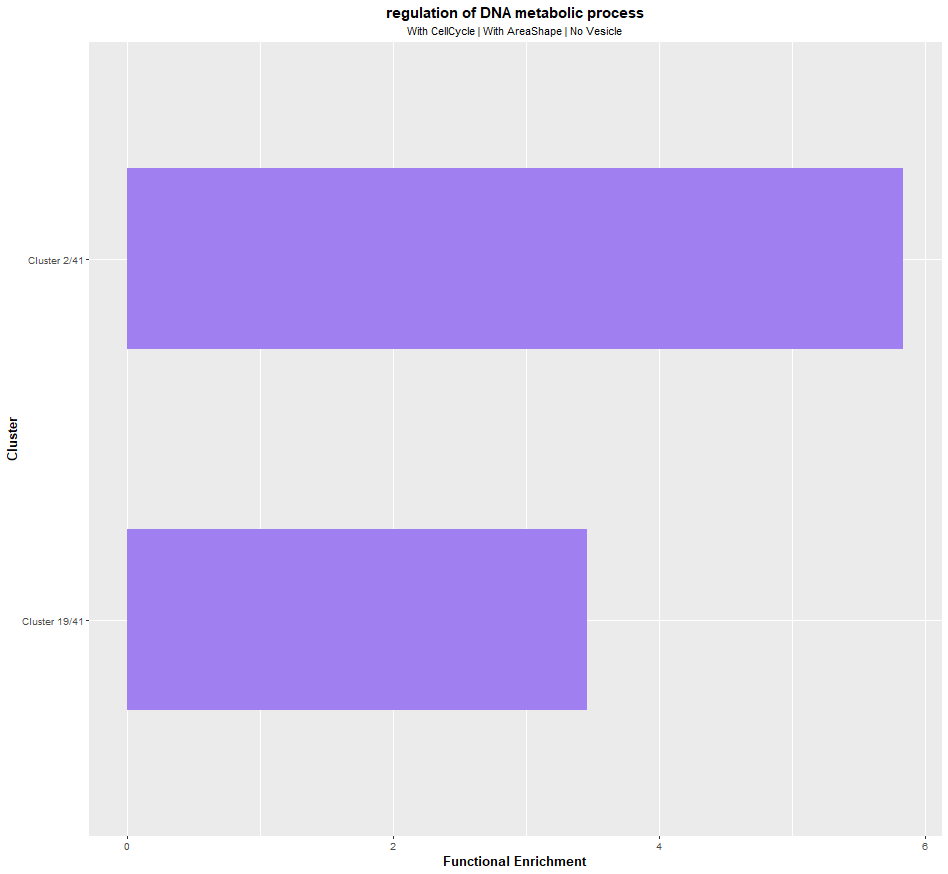 regulation of DNA metabolic process
With CellCycle | With AreaShape | No Vesicle
Cluster
Cluster 2/41
Cluster 19/41
0 2 4 6
Functional Enrichment